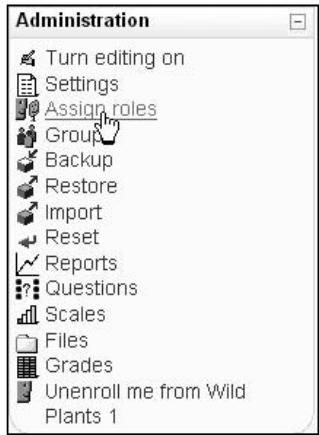 Administration
Turn editing on
Settings
Assign roles
Group
Backup
Restore
Import
Reset
Reports
Questions
Scales
Files
Grades
Unenroll me from Wild
Plants 1